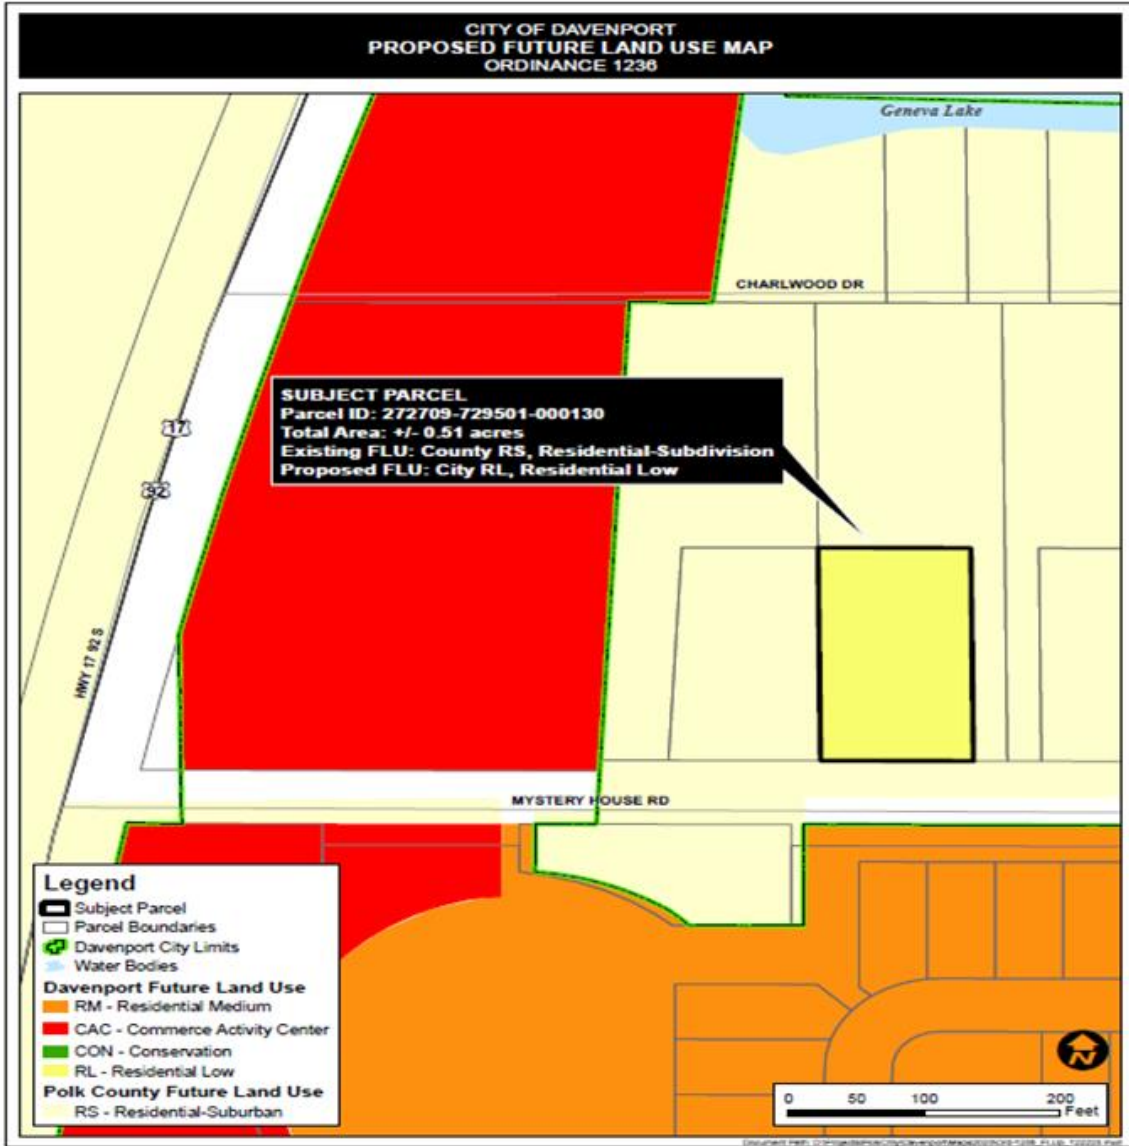 CITY OF DAVENPORT
PROPOSED FUTURE LAND USE MAP
ORDINANCE 1236
Geneva Lake
CHARLWOOD DR
SUBJECT PARCEL
Parcel ID: 272709-729501-000130
Total Area: +/- 0.51 acres
Existing FLU: County RS, Residential-Subdivision
Proposed FLU: City RL, Residential Low
17
92
HWY 17 92 S
MYSTERY HOUSE RD
Legend
Subject Parcel
Parcel Boundaries
Davenport City Limits
Water Bodies
Davenport Future Land Use
RM - Residential Medium
CAC - Commerce Activity Center
CON - Conservation
RL - Residential Low
Polk County Future Land Use
RS - Residential-Suburban
N
0 50 100 200
Feet